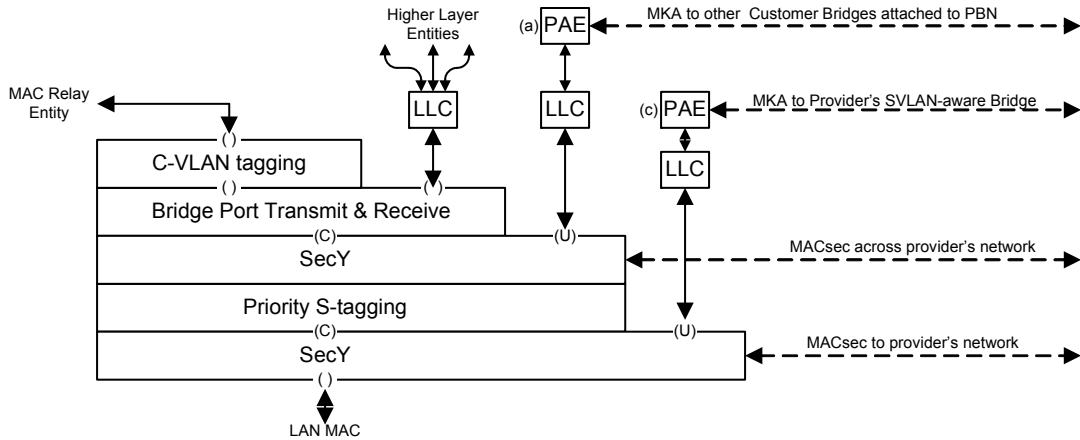 Higher Layer
Entities
(a) PAE
MKA to other Customer Bridges attached to PBN
MAC Relay
Entity
LLC
LLC
(c) PAE
MKA to Provider's SVLAN-aware Bridge
( )
C-VLAN tagging
LLC
( )
( )
Bridge Port Transmit & Receive
(C)
(U)
SecY
MACsec across provider's network
Priority S-tagging
(C)
(U)
SecY
MACsec to provider's network
( )
LAN MAC